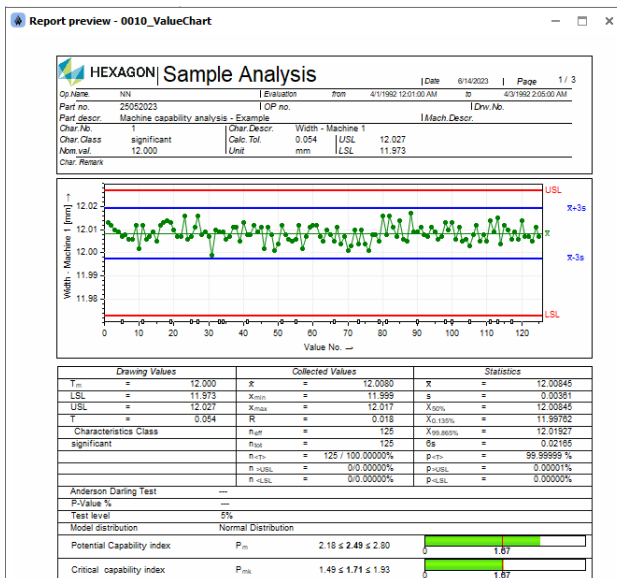 Report preview - 0010_ValueChart
HEXAGON Sample Analysis Date 6/14/2023 Page 1 / 3
Op.Name. NN Evaluation from 4/1/1992 12:01:00 AM to 4/3/1992 2:05:00 AM
Part no. 25052023 OP no. Drw.No.
Part descr. Machine capability analysis - Example Mach.Descr.
Char.No. 1 Char.Descr. Width - Machine 1
Char.Class significant Calc. Tol. 0.054 USL 12.027
Nom.val. 12.000 Unit mm LSL 11.973
Char. Remark
USL
x̄+3s
x̄
x̄-3s
LSL
Width - Machine 1 [mm] →
12.02
12.01
12.00
11.99
11.98
0 10 20 30 40 50 60 70 80 90 100 110 120
Value No. →
Drawing Values Collected Values Statistics
Tm = 12.000 x̄ = 12.0080 x̄ = 12.00845
LSL = 11.973 xmin = 11.999 s = 0.00361
USL = 12.027 xmax = 12.017 X50% = 12.00845
T = 0.054 R = 0.018 X0.135% = 11.99762
Characteristics Class neff = 125 X99.865% = 12.01927
significant ntot = 125 6s = 0.02165
n<T> = 125 / 100.00000% p<T> = 99.99999 %
n >USL = 0/0.00000% p>USL = 0.00001%
n <LSL = 0/0.00000% p<LSL = 0.00000%
Anderson Darling Test ---
P-Value % ---
Test level 5%
Model distribution Normal Distribution
Potential Capability index Pm 2.18 ≤ 2.49 ≤ 2.80 0 1.67
Critical capability index Pmk 1.49 ≤ 1.71 ≤ 1.93 0 1.67